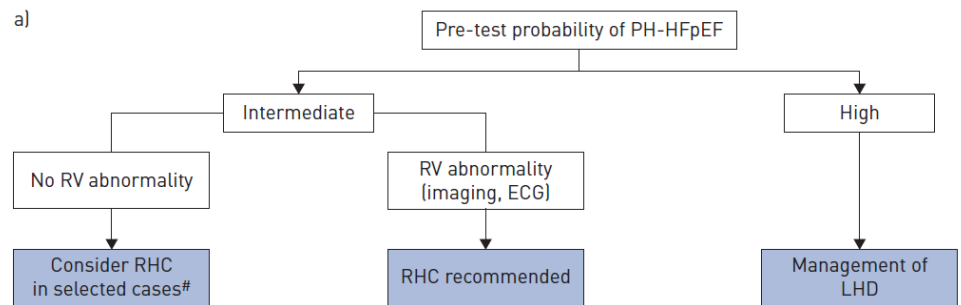 a)
Pre-test probability of PH-HFpEF
Intermediate
High
No RV abnormality
RV abnormality
(imaging, ECG)
Consider RHC
in selected cases#
RHC recommended
Management of
LHD